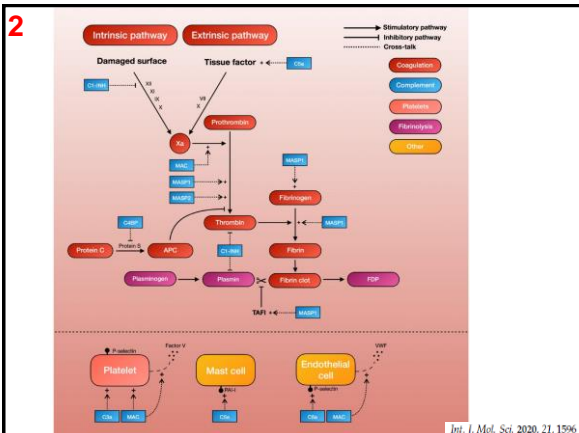 2
Intrinsic pathway
Extrinsic pathway
Stimulatory pathway
Inhibitory pathway
Cross-talk
Damaged surface
Tissue factor
+
C5a
Coagulation
Complement
Platelets
Fibrinolysis
Other
C1-INH
XII
XI
IX
X
VII
X
Prothrombin
Xa
+
MAC
MASP1
+
MASP2
+
MASP1
+
Fibrinogen
C4BP
Protein S
Protein C
APC
Thrombin
+
MASP1
C1-INH
Fibrin
Plasminogen
Plasmin
Fibrin clot
FDP
TAFI
+
MASP1
P-selectin
Factor V
Platelet
+
+
+
C3a
MAC
Mast cell
PAI-1
+
C5a
VWF
Endothelial
cell
P-selectin
+
+
+
C5a
MAC
Int. J. Mol. Sci. 2020, 21, 1596